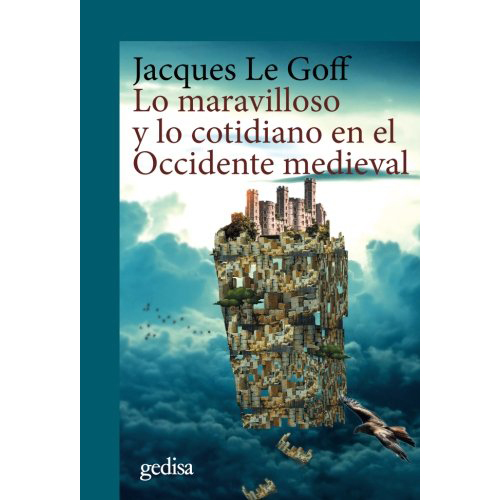 Jacques Le Goff
Lo maravilloso
y lo cotidiano en el
Occidente medieval
gedisa